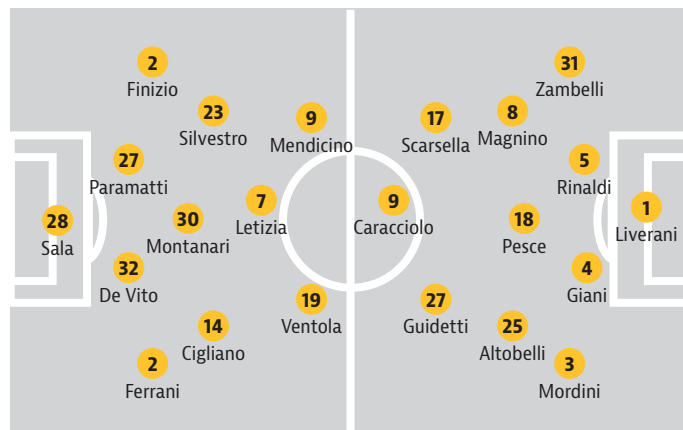 2
Finizio
23
Silvestro
9
Mendicino
27
Paramatti
7
Letizia
30
Montanari
28
Sala
32
De Vito
19
Ventola
14
Cigliano
2
Ferrani
31
Zambelli
17
Scarsella
8
Magnino
5
Rinaldi
9
Caracciolo
18
Pesce
1
Liverani
4
Giani
27
Guidetti
25
Altobelli
3
Mordini